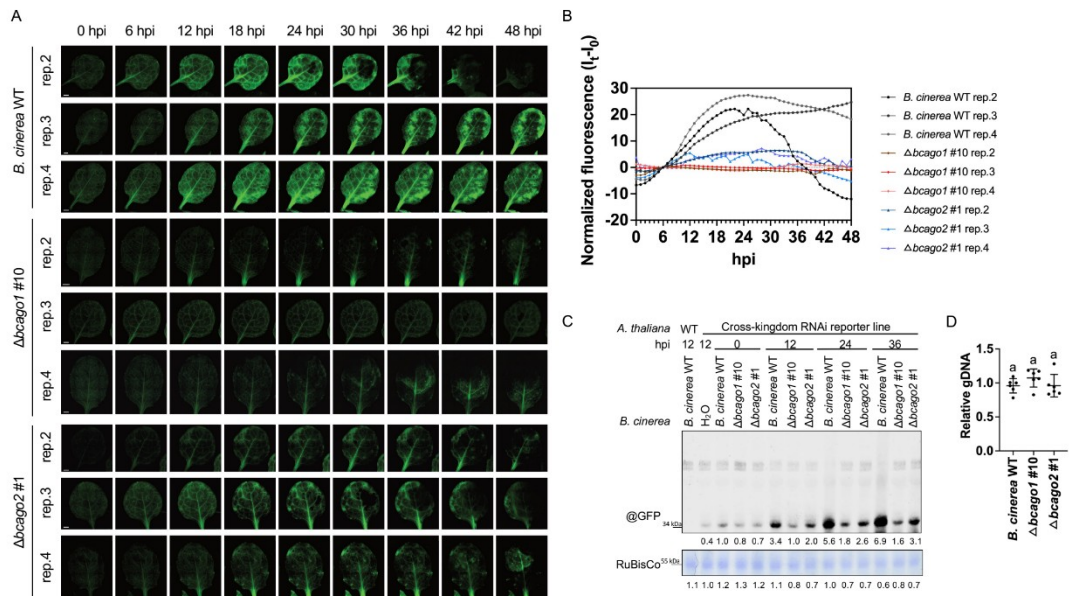 A
0 hpi 6 hpi 12 hpi 18 hpi 24 hpi 30 hpi 36 hpi 42 hpi 48 hpi
B. cinerea WT
rep.2
rep.3
rep.4
Δbcago1 #10
rep.2
rep.3
rep.4
Δbcago2 #1
rep.2
rep.3
rep.4
B
Normalized fluorescence (It-I0)
30
20
10
0
-10
-20
0 6 12 18 24 30 36 42 48
hpi
B. cinerea WT rep.2
B. cinerea WT rep.3
B. cinerea WT rep.4
Δbcago1 #10 rep.2
Δbcago1 #10 rep.3
Δbcago1 #10 rep.4
Δbcago2 #1 rep.2
Δbcago2 #1 rep.3
Δbcago2 #1 rep.4
C
A. thaliana WT Cross-kingdom RNAi reporter line
hpi 12 12 0 12 24 36
B. cinerea B. cinerea WT H2O B. cinerea WT Δbcago1 #10 Δbcago2 #1 B. cinerea WT Δbcago1 #10 Δbcago2 #1 B. cinerea WT Δbcago1 #10 Δbcago2 #1 B. cinerea WT Δbcago1 #10 Δbcago2 #1
@GFP
34 kDa
0.4 1.0 0.8 0.7 3.4 1.0 2.0 5.6 1.8 2.6 6.9 1.6 3.1
RuBisCo 55 kDa
1.1 1.0 1.2 1.3 1.2 1.1 0.8 0.7 1.0 0.7 0.7 0.6 0.8 0.7
D
Relative gDNA
1.5
1.0
0.5
0.0
a a a
B. cinerea WT
Δbcago1 #10
Δbcago2 #1